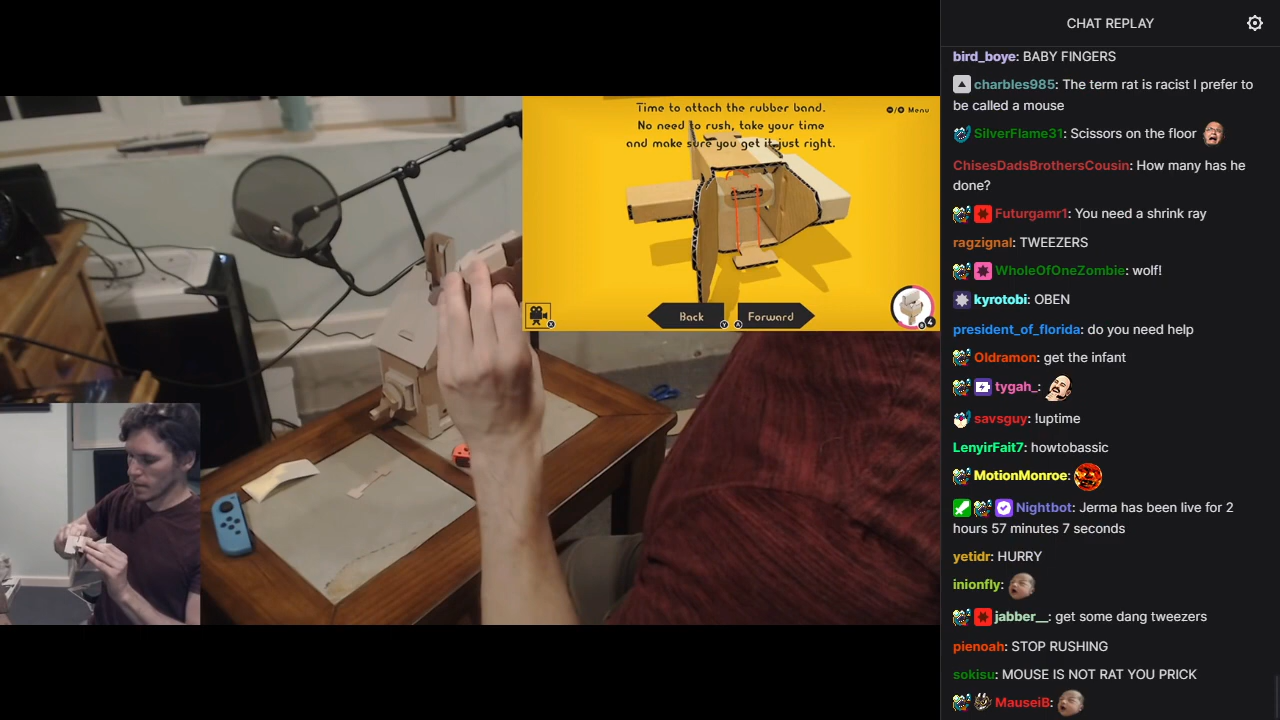 Time to attach the rubber band.
No need to rush, take your time
and make sure you get it just right.
⊖/⊕ Menu
Back
Y
Forward
A
X
8
4
CHAT REPLAY
bird_boye: BABY FINGERS
charbles985: The term rat is racist I prefer to
be called a mouse
SilverFlame31: Scissors on the floor
ChisesDadsBrothersCousin: How many has he
done?
Futurgamr1: You need a shrink ray
ragzignal: TWEEZERS
WholeOfOneZombie: wolf!
kyrotobi: OBEN
president_of_florida: do you need help
Oldramon: get the infant
tygah_:
savsguy: !uptime
LenyirFait7: howtobassic
MotionMonroe:
Nightbot: Jerma has been live for 2
hours 57 minutes 7 seconds
yetidr: HURRY
inionfly:
jabber__: get some dang tweezers
pienoah: STOP RUSHING
sokisu: MOUSE IS NOT RAT YOU PRICK
MauseiB: